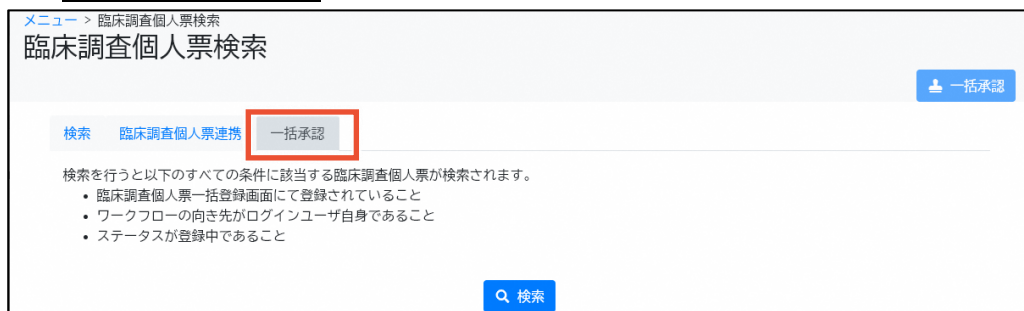 メニュー > 臨床調査個人票検索
臨床調査個人票検索
一括承認
検索 臨床調査個人票連携 一括承認
検索を行うと以下のすべての条件に該当する臨床調査個人票が検索されます。
• 臨床調査個人票一括登録画面にて登録されていること
• ワークフローの向き先がログインユーザ自身であること
• ステータスが登録中であること
検索